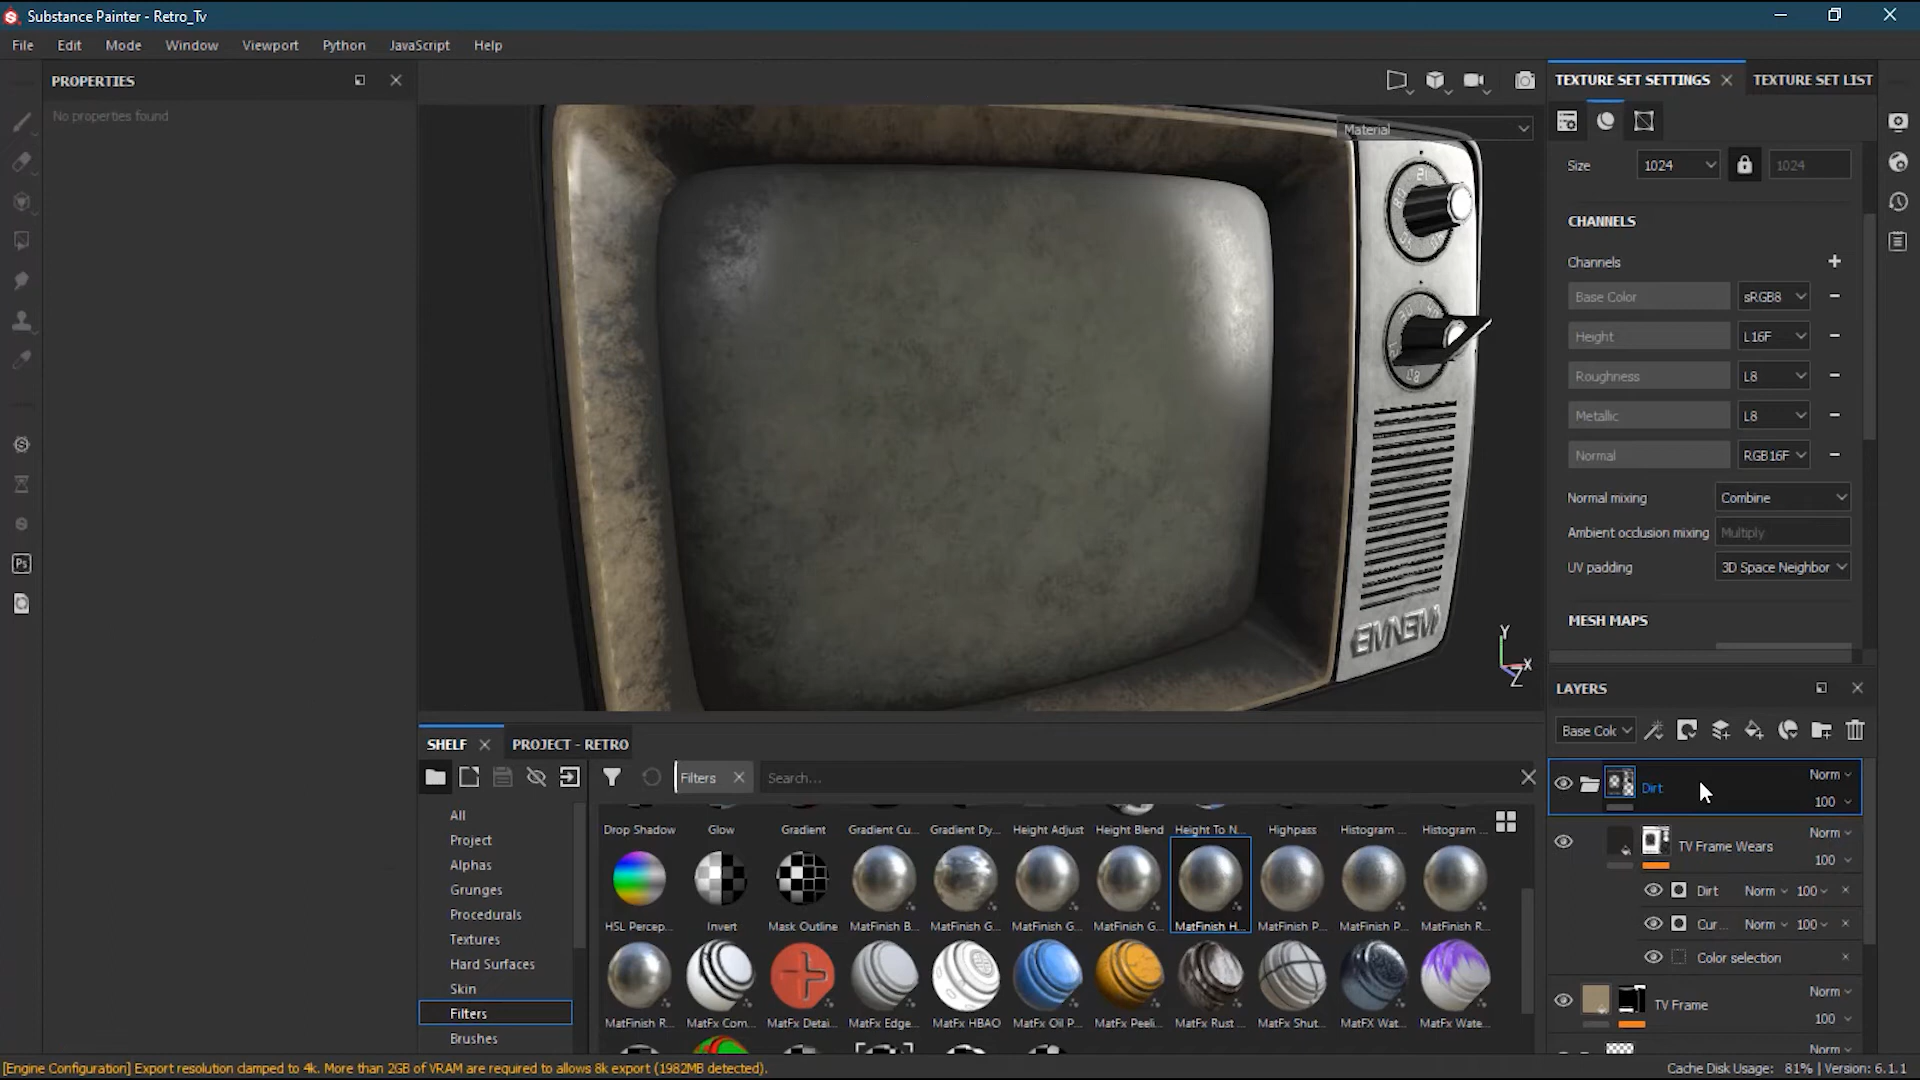 Substance Painter - Retro_Tv
File Edit Mode Window Viewport Python JavaScript Help
PROPERTIES
No properties found
Material
EMINEM
TEXTURE SET SETTINGS
TEXTURE SET LIST
Size 1024 1024
CHANNELS
Channels
Base Color sRGB8
Height L16F
Roughness L8
Metallic L8
Normal RGB16F
Normal mixing Combine
Ambient occlusion mixing Multiply
UV padding 3D Space Neighbor
MESH MAPS
Y
X
Z
Ps
SHELF
PROJECT - RETRO
Filters
Search...
All
Project
Alphas
Grunges
Procedurals
Textures
Hard Surfaces
Skin
Filters
Brushes
Drop Shadow Glow Gradient Gradient Cu... Gradient Dy... Height Adjust Height Blend Height To N... Highpass Histogram ... Histogram ...
HSL Percep... Invert Mask Outline MatFinish B... MatFinish G... MatFinish G... MatFinish G... MatFinish H... MatFinish P... MatFinish P... MatFinish R...
MatFinish R... MatFx Com... MatFx Detai... MatFx Edge... MatFx HBAO MatFx Oil P... MatFx Peeli... MatFx Rust ... MatFx Shut... MatFX Wat... MatFx Wate...
LAYERS
Base Col
Dirt Norm
100
TV Frame Wears Norm
100
Dirt Norm 100
Cur... Norm 100
Color selection
TV Frame Norm
100
Norm
[Engine Configuration] Export resolution clamped to 4k. More than 2GB of VRAM are required to allows 8k export (1982MB detected).
Cache Disk Usage: 81% | Version: 6.1.1